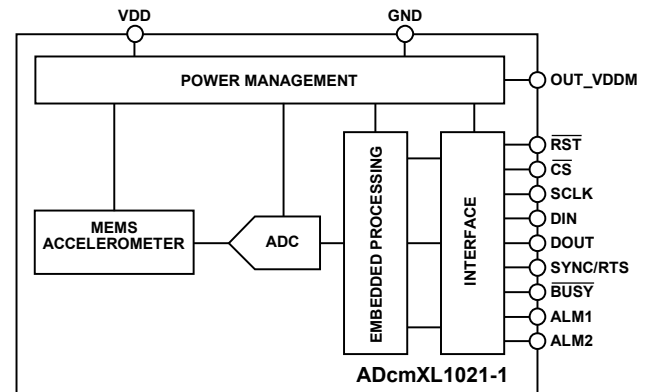 VDD
GND
POWER MANAGEMENT
OUT_VDDM
RST
CS
SCLK
DIN
DOUT
SYNC/RTS
BUSY
ALM1
ALM2
MEMS
ACCELEROMETER
ADC
EMBEDDED PROCESSING
INTERFACE
ADcmXL1021-1